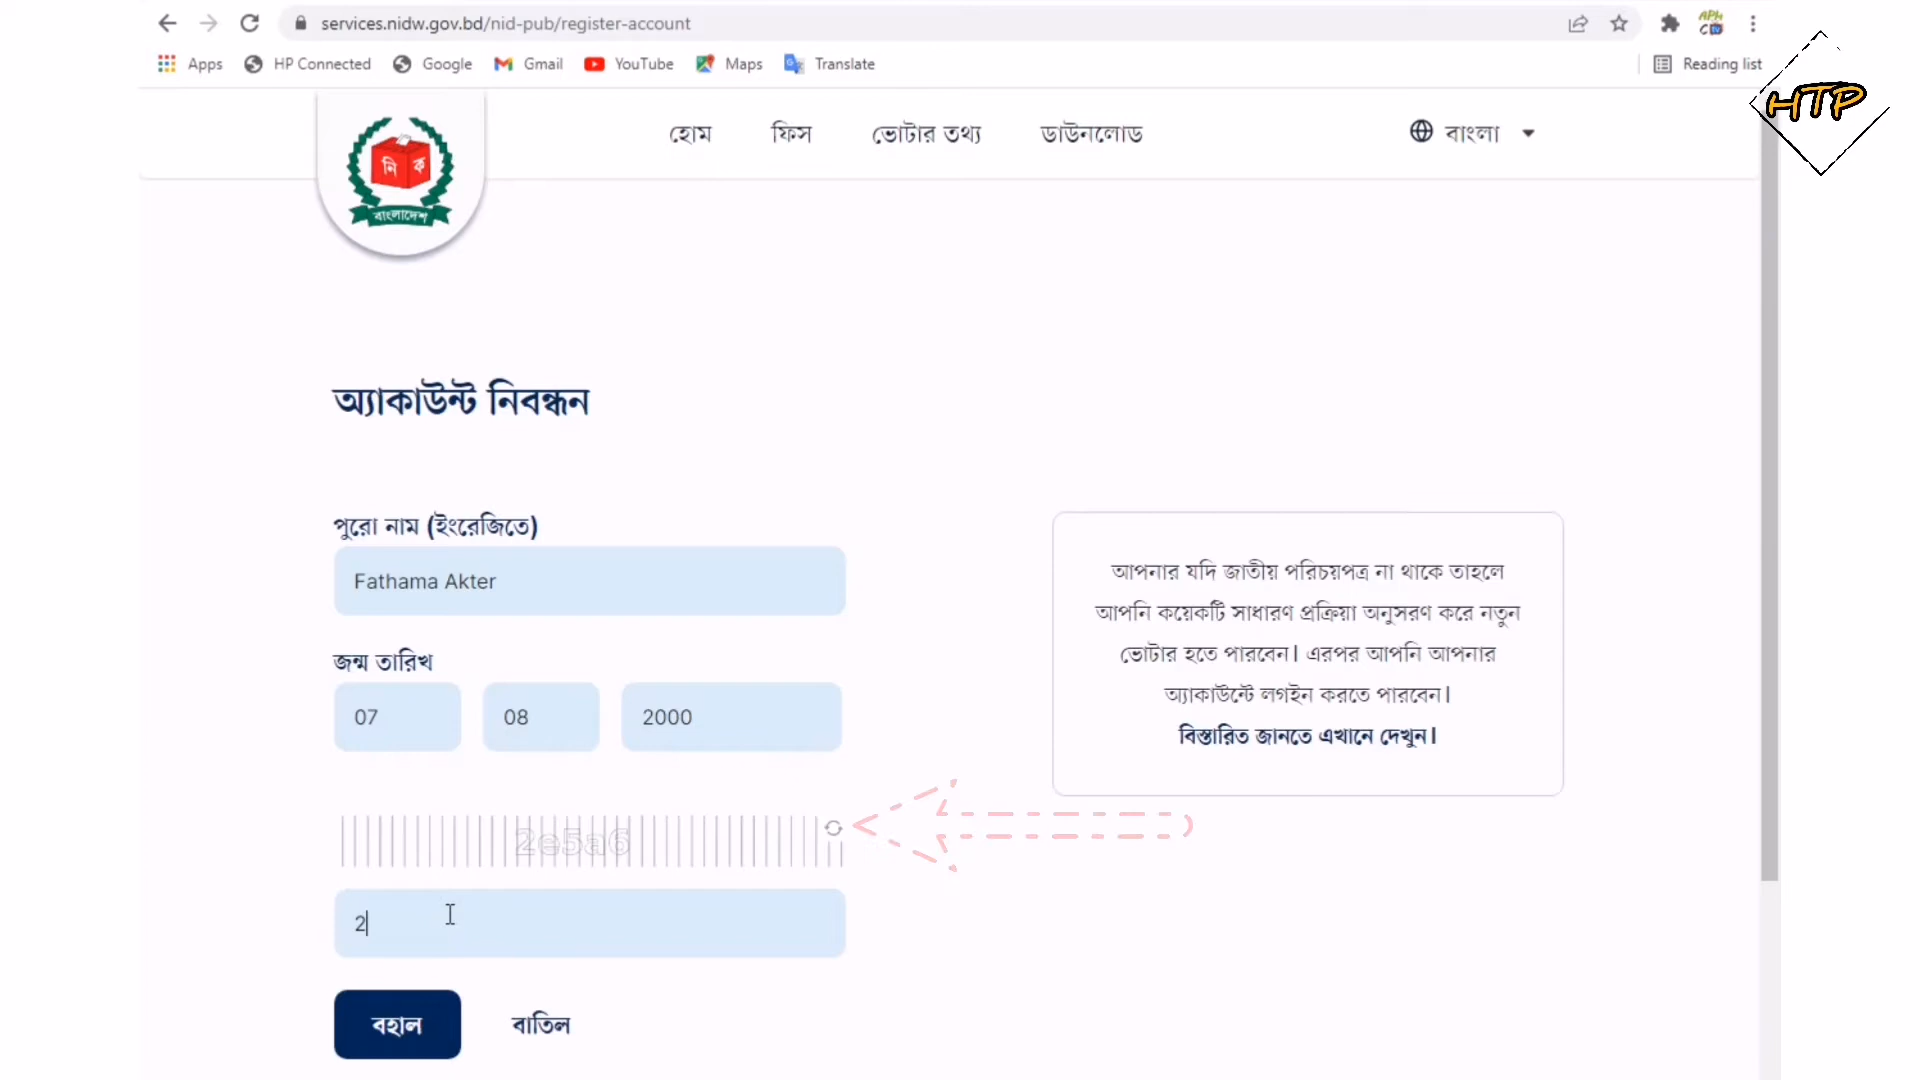 services.nidw.gov.bd/nid-pub/register-account
Apps HP Connected Google Gmail YouTube Maps Translate Reading list
HTP
নি ক
বাংলাদেশ
হোম ফিস ভোটার তথ্য ডাউনলোড বাংলা
অ্যাকাউন্ট নিবন্ধন
পুরো নাম (ইংরেজিতে)
Fathama Akter
জন্ম তারিখ
07 08 2000
2e5a6
2
বহাল বাতিল
আপনার যদি জাতীয় পরিচয়পত্র না থাকে তাহলে
আপনি কয়েকটি সাধারণ প্রক্রিয়া অনুসরণ করে নতুন
ভোটার হতে পারবেন। এরপর আপনি আপনার
অ্যাকাউন্টে লগইন করতে পারবেন।
বিস্তারিত জানতে এখানে দেখুন।